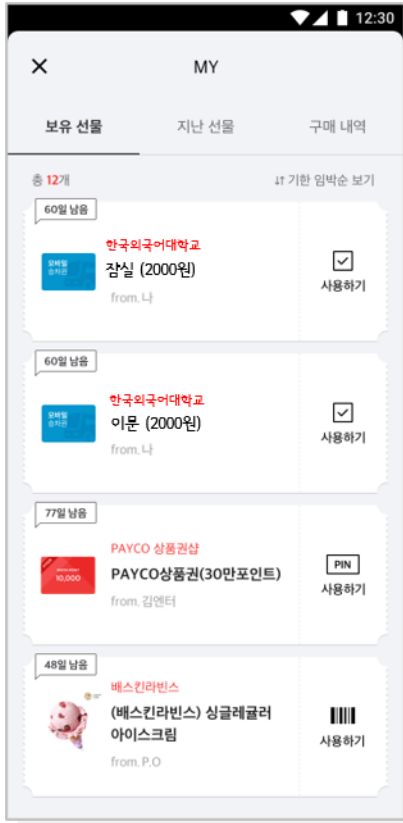 12:30
MY
보유 선물
지난 선물
구매 내역
총 12개
기한 임박순 보기
60일 남음
한국외국어대학교
모바일
승차권
잠실 (2000원)
from. 나
사용하기
60일 남음
한국외국어대학교
모바일
승차권
이문 (2000원)
from. 나
사용하기
77일 남음
PAYCO 상품권샵
10,000
PAYCO상품권(30만포인트)
from. 김엔터
PIN
사용하기
48일 남음
배스킨라빈스
(배스킨라빈스) 싱글레귤러
아이스크림
from. P.O
사용하기